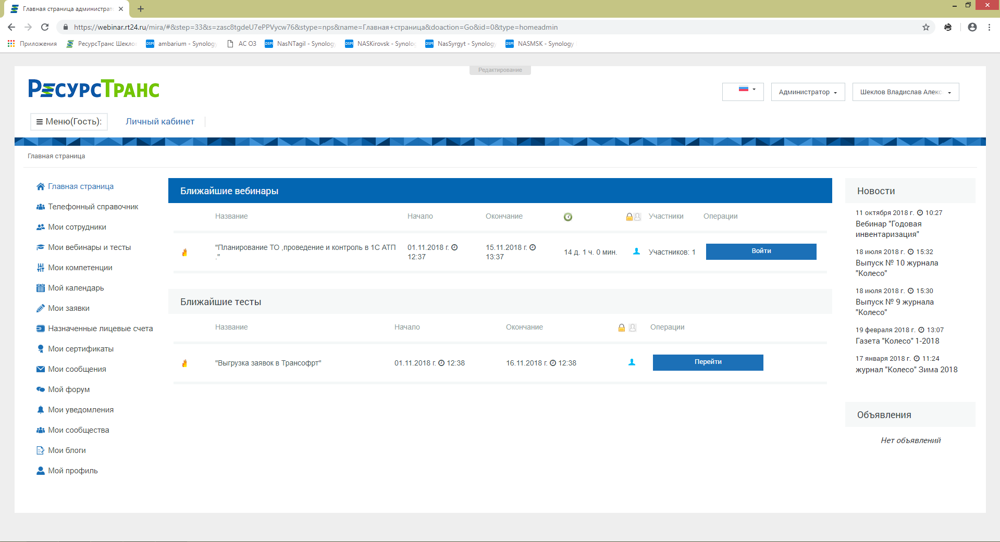 Главная страница администрат
https://webinar.rt24.ru/mira/#&step=33&s=zasc8tgdeU7ePPVycw76&stype=nps&name=Главная+страница&doaction=Go&id=0&type=homeadmin
Приложения
РесурсТранс Шеклов
ambarium - Synology
АС ОЗ
DSM NasNTagil - Synology
DSM NASKirovsk - Synolog
DSM NasSyrgyt - Synology
DSM NASMSK - Synology
Редактирование
РЕСУРСТРАНС
Администратор
Шеклов Владислав Алекс
Меню(Гость):
Личный кабинет
Главная страница
Главная страница
Телефонный справочник
Мои сотрудники
Мои вебинары и тесты
Мои компетенции
Мой календарь
Мои заявки
Назначенные лицевые счета
Мои сертификаты
Мои сообщения
Мой форум
Мои уведомления
Мои сообщества
Мои блоги
Мой профиль
Ближайшие вебинары
Название Начало Окончание Участники Операции
"Планирование ТО ,проведение и контроль в 1С АТП
."
01.11.2018 г.
12:37
15.11.2018 г.
13:37
14 д. 1 ч. 0 мин.
Участников: 1
Войти
Ближайшие тесты
Название Начало Окончание Операции
"Выгрузка заявок в Трансофрт" 01.11.2018 г. 12:38 16.11.2018 г. 12:38 Перейти
Новости
11 октября 2018 г. 10:27
Вебинар "Годовая
инвентаризация"
18 июля 2018 г. 15:32
Выпуск № 10 журнала
"Колесо"
18 июля 2018 г. 15:30
Выпуск № 9 журнала
"Колесо"
19 февраля 2018 г. 13:07
Газета "Колесо" 1-2018
17 января 2018 г. 11:24
журнал "Колесо" Зима 2018
Объявления
Нет объявлений